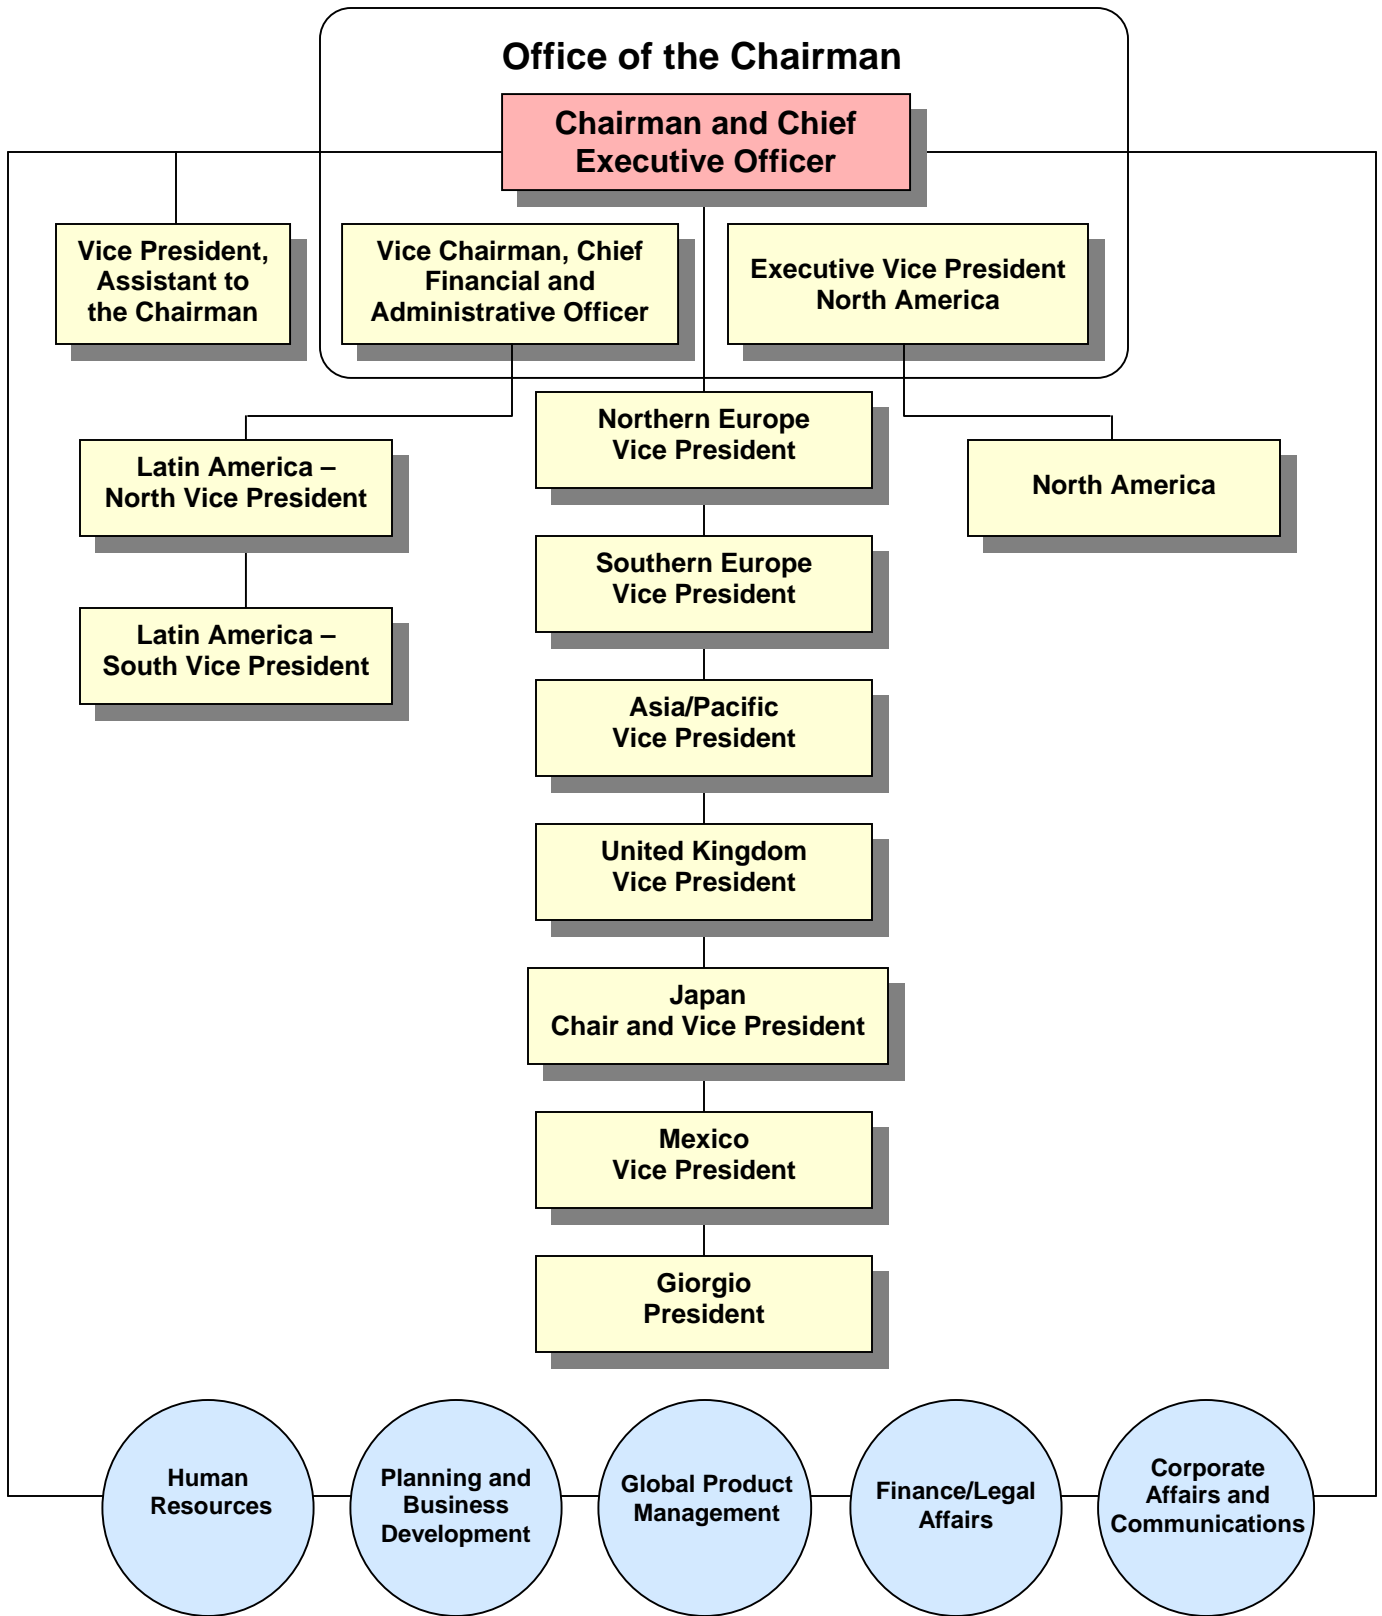 Office of the Chairman
Chairman and Chief
Executive Officer
Vice President,
Assistant to
the Chairman
Vice Chairman, Chief
Financial and
Administrative Officer
Executive Vice President
North America
Northern Europe
Vice President
Latin America –
North Vice President
North America
Southern Europe
Vice President
Latin America –
South Vice President
Asia/Pacific
Vice President
United Kingdom
Vice President
Japan
Chair and Vice President
Mexico
Vice President
Giorgio
President
Human
Resources
Planning and
Business
Development
Global Product
Management
Finance/Legal
Affairs
Corporate
Affairs and
Communications